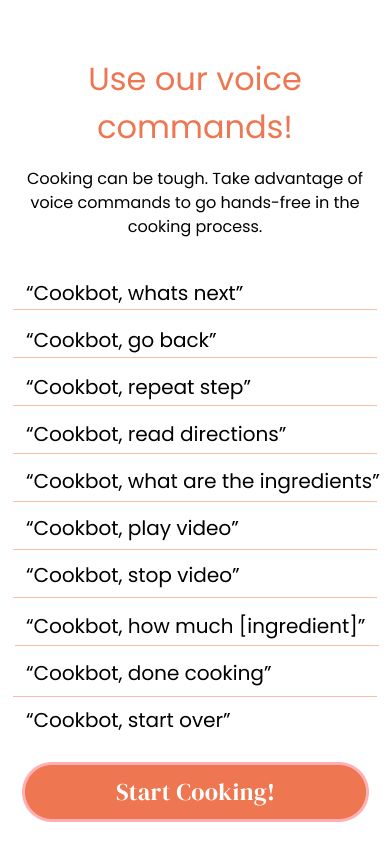 Use our voice
commands!
Cooking can be tough. Take advantage of
voice commands to go hands-free in the
cooking process.
“Cookbot, whats next”
“Cookbot, go back”
“Cookbot, repeat step”
“Cookbot, read directions”
“Cookbot, what are the ingredients”
“Cookbot, play video”
“Cookbot, stop video”
“Cookbot, how much [ingredient]”
“Cookbot, done cooking”
“Cookbot, start over”
Start Cooking!